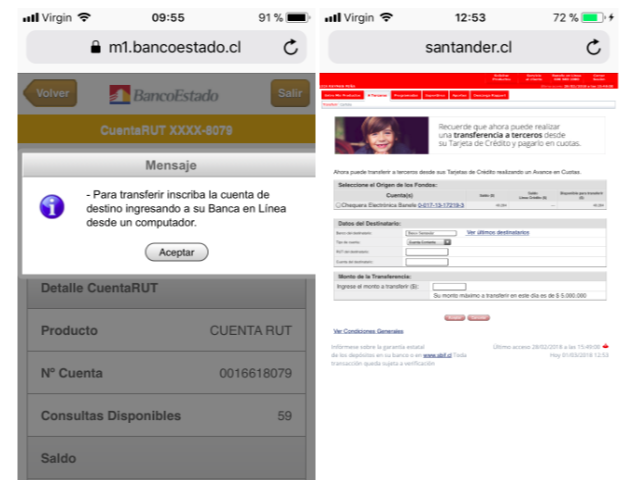 Virgin 09:55 91 %
m1.bancoestado.cl
Volver BancoEstado Salir
CuentaRUT XXXX-8079
Mensaje
- Para transferir inscriba la cuenta de
destino ingresando a su Banca en Línea
desde un computador.
Aceptar
Detalle CuentaRUT
Producto CUENTA RUT
Nº Cuenta 0016618079
Consultas Disponibles 59
Saldo
Virgin 12:53 72 %
santander.cl
Recuerde que ahora puede realizar
una transferencia a terceros desde
su Tarjeta de Crédito y pagarlo en cuotas.
Ahora puede transferir a terceros desde sus Tarjetas de Crédito realizando un Avance en Cuotas.
Seleccione el Origen de los Fondos:
Cuenta(s)
Chequera Electrónica Banefe 0-017-13-17219-3
Datos del Destinatario:
Ver últimos destinatarios
Monto de la Transferencia:
Ingrese el monto a transferir ($):
Su monto máximo a transferir en este día es de $ 5.000.000
Ver Condiciones Generales
Infórmese sobre la garantía estatal
de los depósitos en su banco o en www.sbif.cl Toda
transacción queda sujeta a verificación
Último acceso 28/02/2018 a las 15:49:00
Hoy 01/03/2018 12:53